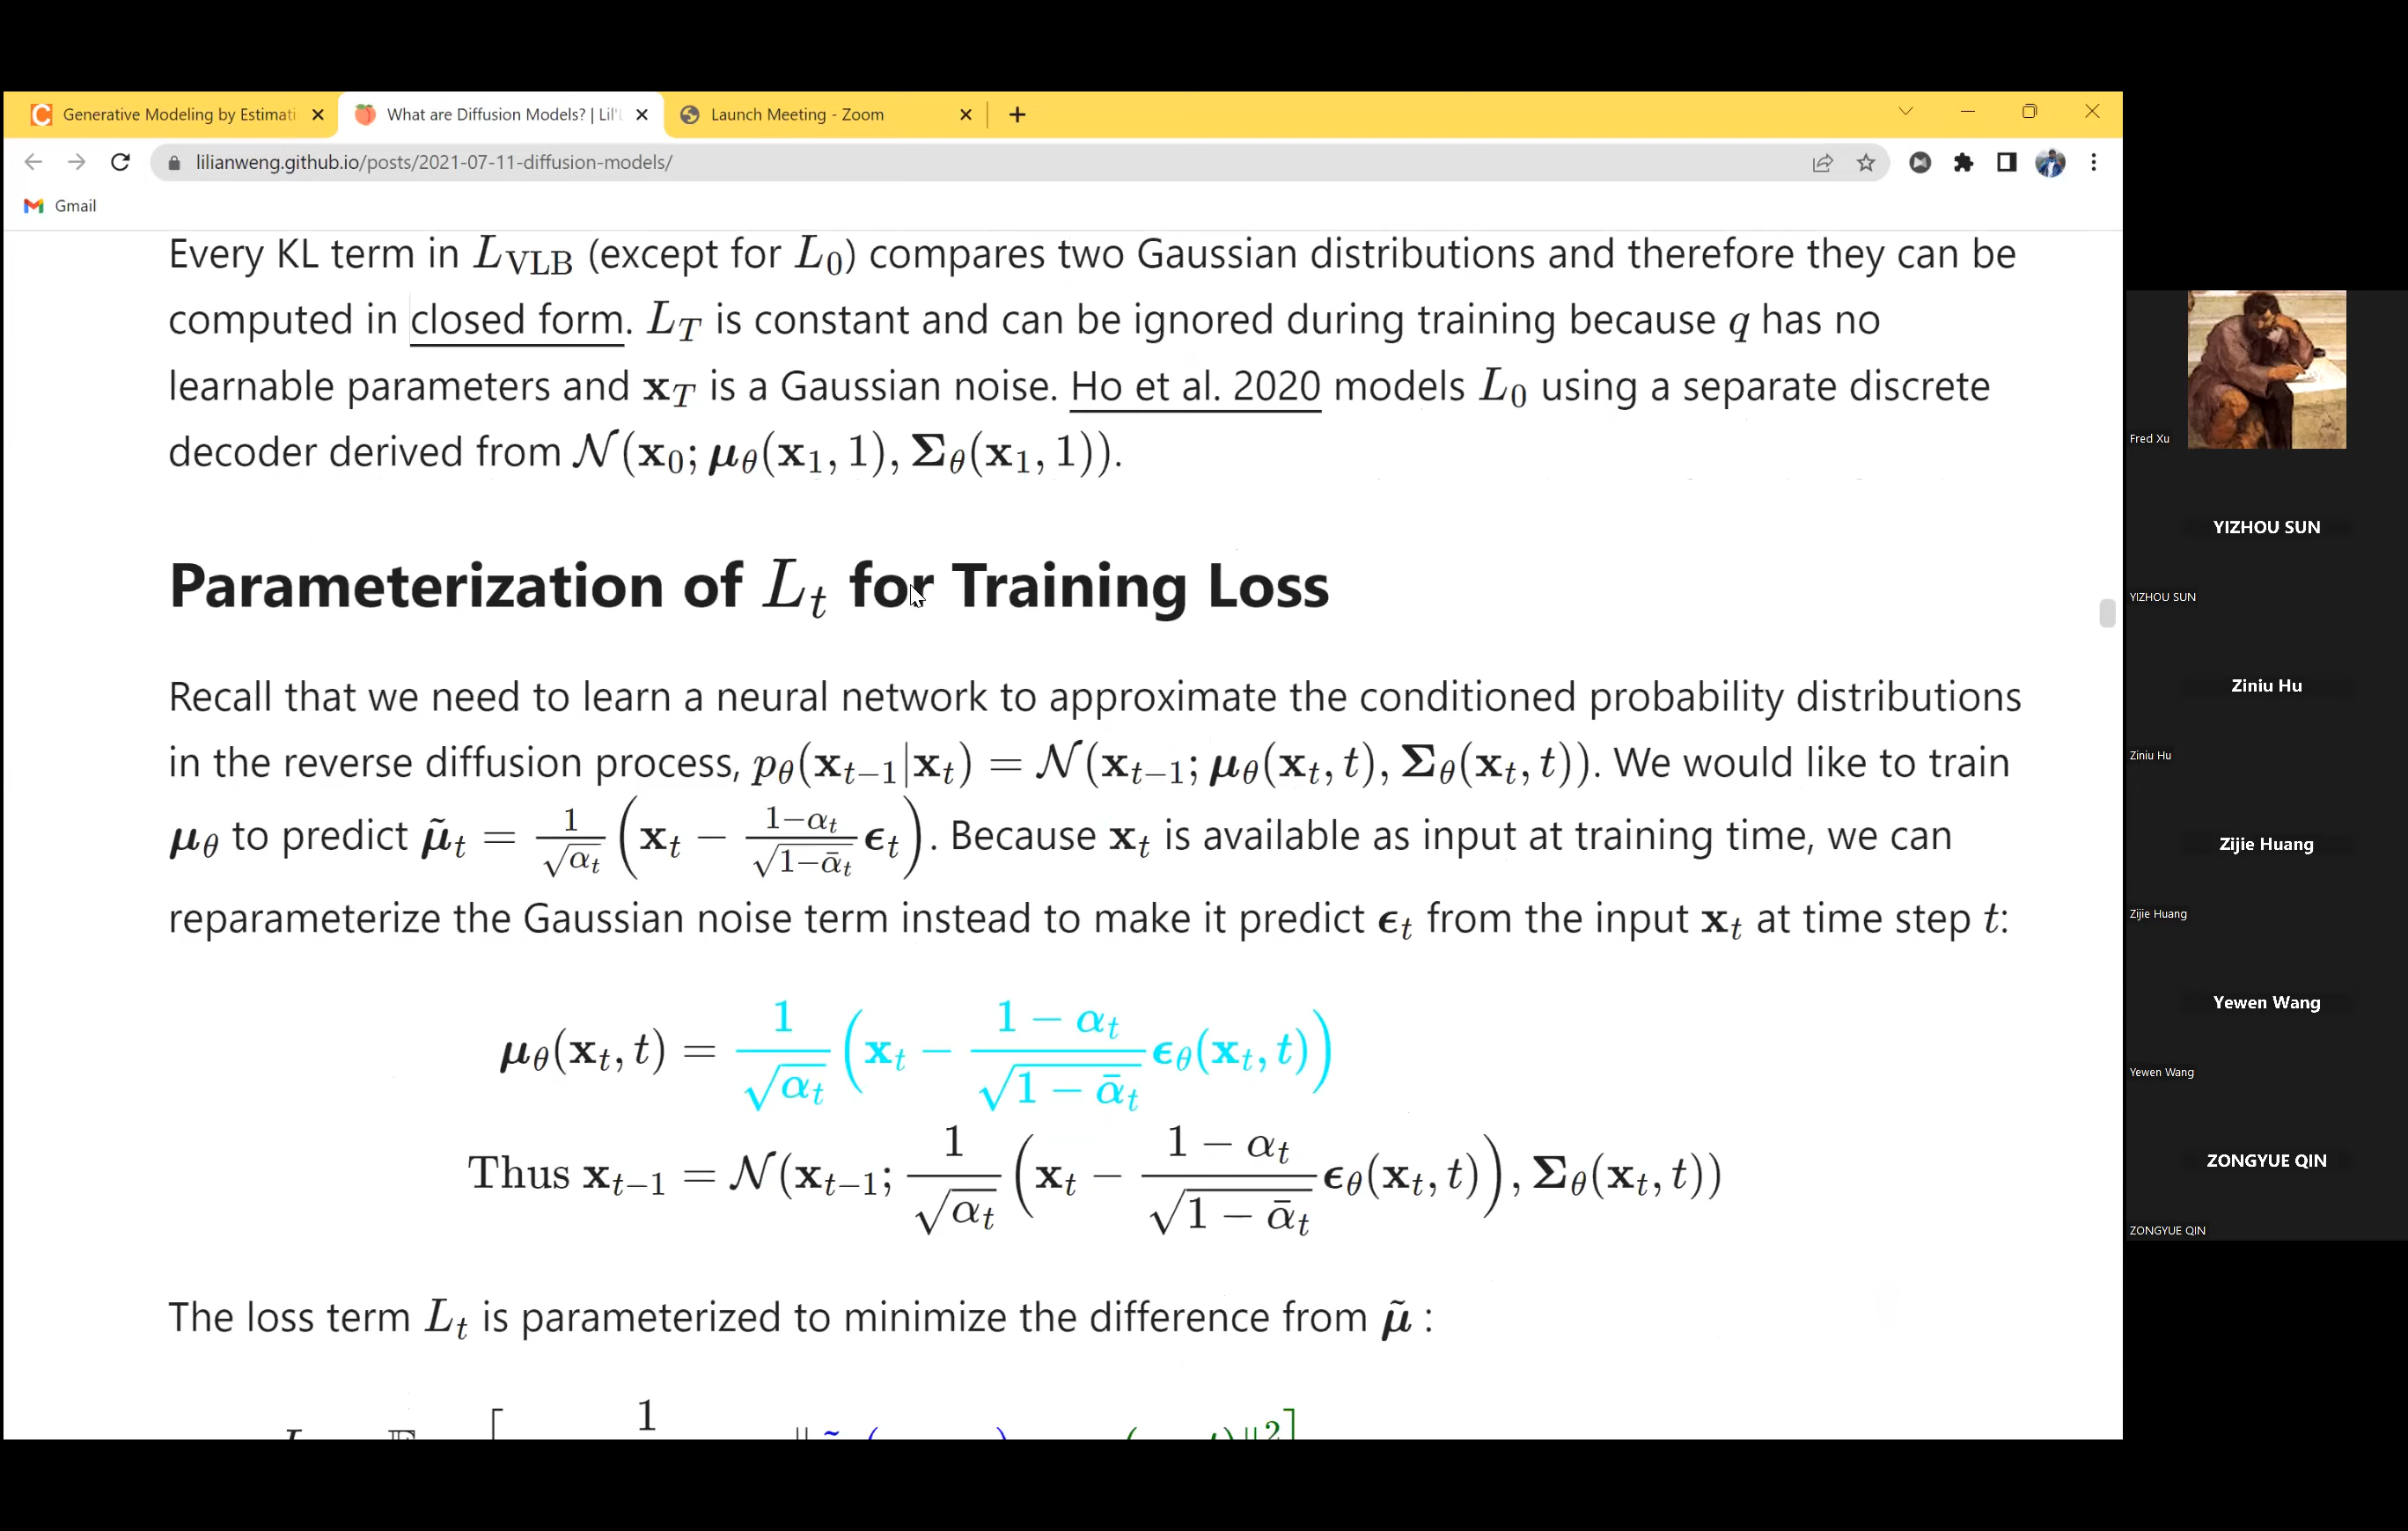 Generative Modeling by Estimati
What are Diffusion Models? | Lil'L
Launch Meeting - Zoom
lilianweng.github.io/posts/2021-07-11-diffusion-models/
Gmail
Every KL term in L_VLB (except for L_0) compares two Gaussian distributions and therefore they can be
computed in closed form. L_T is constant and can be ignored during training because q has no
learnable parameters and x_T is a Gaussian noise. Ho et al. 2020 models L_0 using a separate discrete
decoder derived from 𝒩(x_0; μ_θ(x_1, 1), Σ_θ(x_1, 1)).
Parameterization of L_t for Training Loss
Recall that we need to learn a neural network to approximate the conditioned probability distributions
in the reverse diffusion process, p_θ(x_{t−1}|x_t) = 𝒩(x_{t−1}; μ_θ(x_t, t), Σ_θ(x_t, t)). We would like to train
μ_θ to predict μ̃_t = 1/√α_t (x_t − (1−α_t)/√(1−ᾱ_t) ϵ_t). Because x_t is available as input at training time, we can
reparameterize the Gaussian noise term instead to make it predict ϵ_t from the input x_t at time step t:
μ_θ(x_t, t) = 1/√α_t (x_t − (1 − α_t)/√(1 − ᾱ_t) ϵ_θ(x_t, t))
Thus x_{t−1} = 𝒩(x_{t−1}; 1/√α_t (x_t − (1 − α_t)/√(1 − ᾱ_t) ϵ_θ(x_t, t)), Σ_θ(x_t, t))
The loss term L_t is parameterized to minimize the difference from μ̃ :
Fred Xu
YIZHOU SUN
YIZHOU SUN
Ziniu Hu
Ziniu Hu
Zijie Huang
Zijie Huang
Yewen Wang
Yewen Wang
ZONGYUE QIN
ZONGYUE QIN